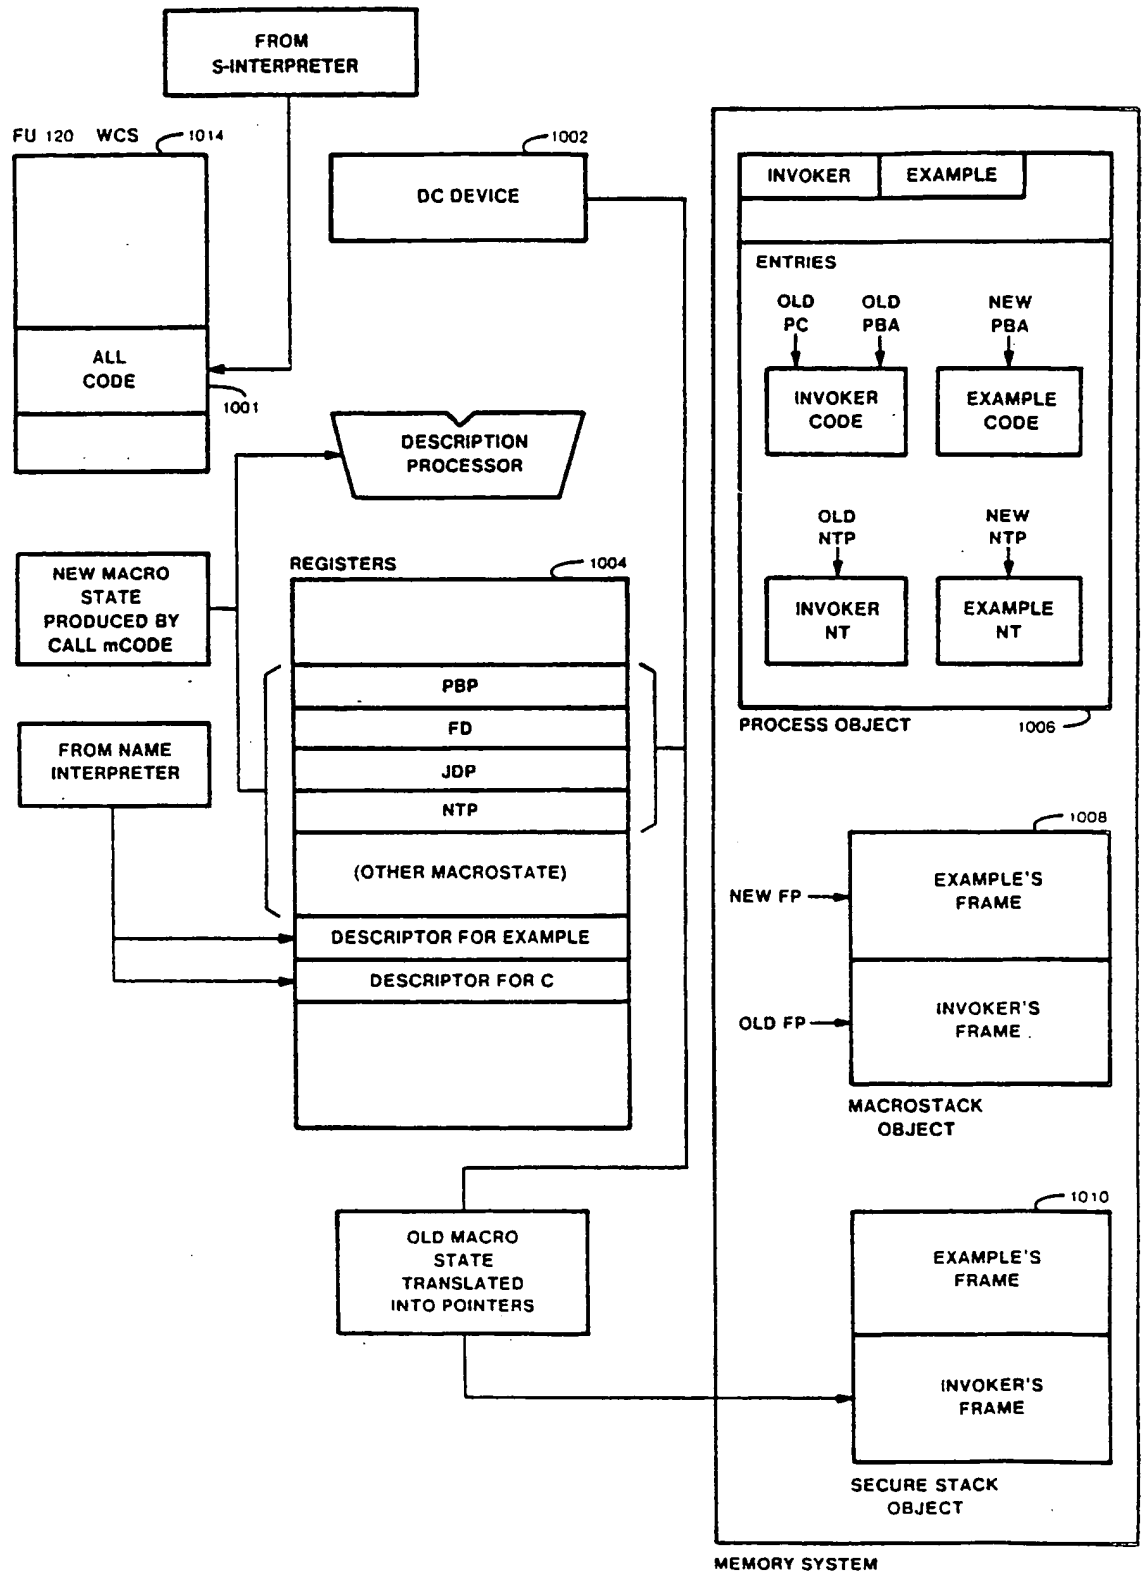 FROM
S-INTERPRETER
FU 120 WCS
1014
1002
DC DEVICE
ALL
CODE
1001
DESCRIPTION
PROCESSOR
NEW MACRO
STATE
PRODUCED BY
CALL mCODE
REGISTERS
1004
PBP
FD
JDP
NTP
(OTHER MACROSTATE)
DESCRIPTOR FOR EXAMPLE
DESCRIPTOR FOR C
FROM NAME
INTERPRETER
OLD MACRO
STATE
TRANSLATED
INTO POINTERS
INVOKER
EXAMPLE
ENTRIES
OLD
PC
OLD
PBA
NEW
PBA
INVOKER
CODE
EXAMPLE
CODE
OLD
NTP
NEW
NTP
INVOKER
NT
EXAMPLE
NT
PROCESS OBJECT
1006
1008
NEW FP
EXAMPLE'S
FRAME
OLD FP
INVOKER'S
FRAME
MACROSTACK
OBJECT
1010
EXAMPLE'S
FRAME
INVOKER'S
FRAME
SECURE STACK
OBJECT
MEMORY SYSTEM